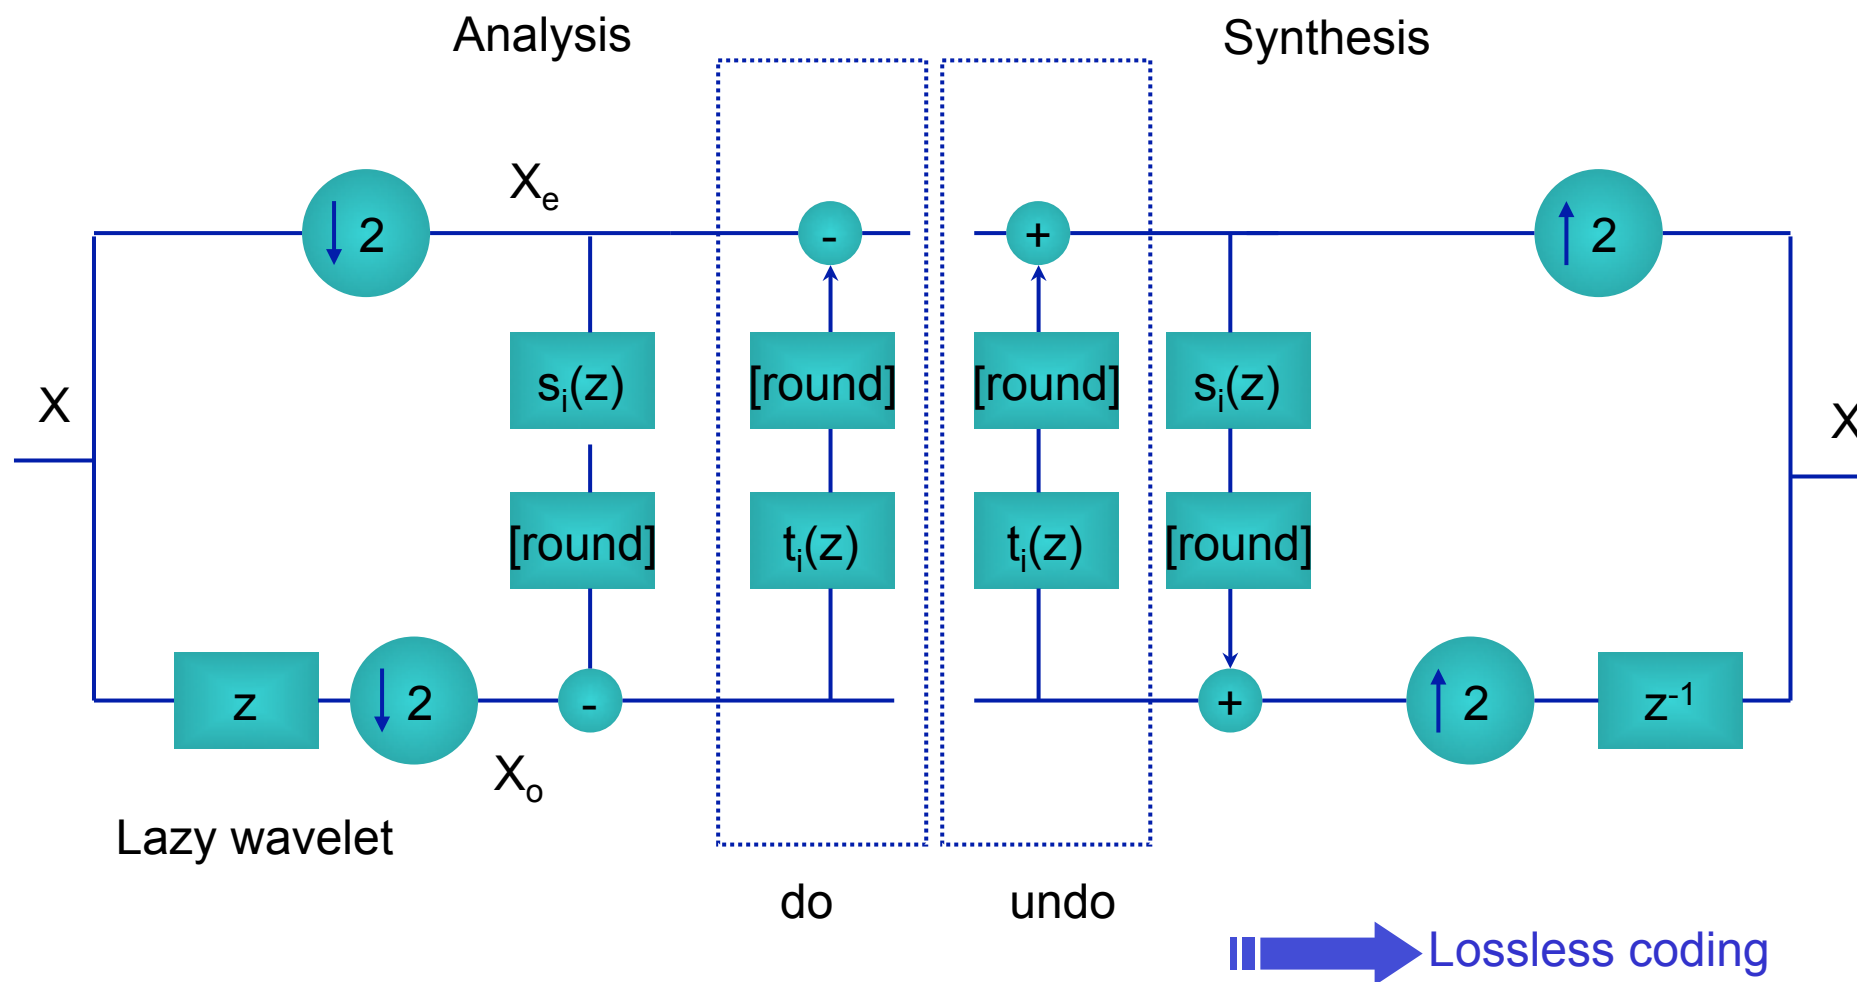 Analysis
Synthesis
X
↓ 2
Xₑ
-
+
↑ 2
sᵢ(z)
[round]
[round]
sᵢ(z)
X
[round]
tᵢ(z)
tᵢ(z)
[round]
z
↓ 2
-
+
↑ 2
z⁻¹
Xₒ
Lazy wavelet
do
undo
Lossless coding